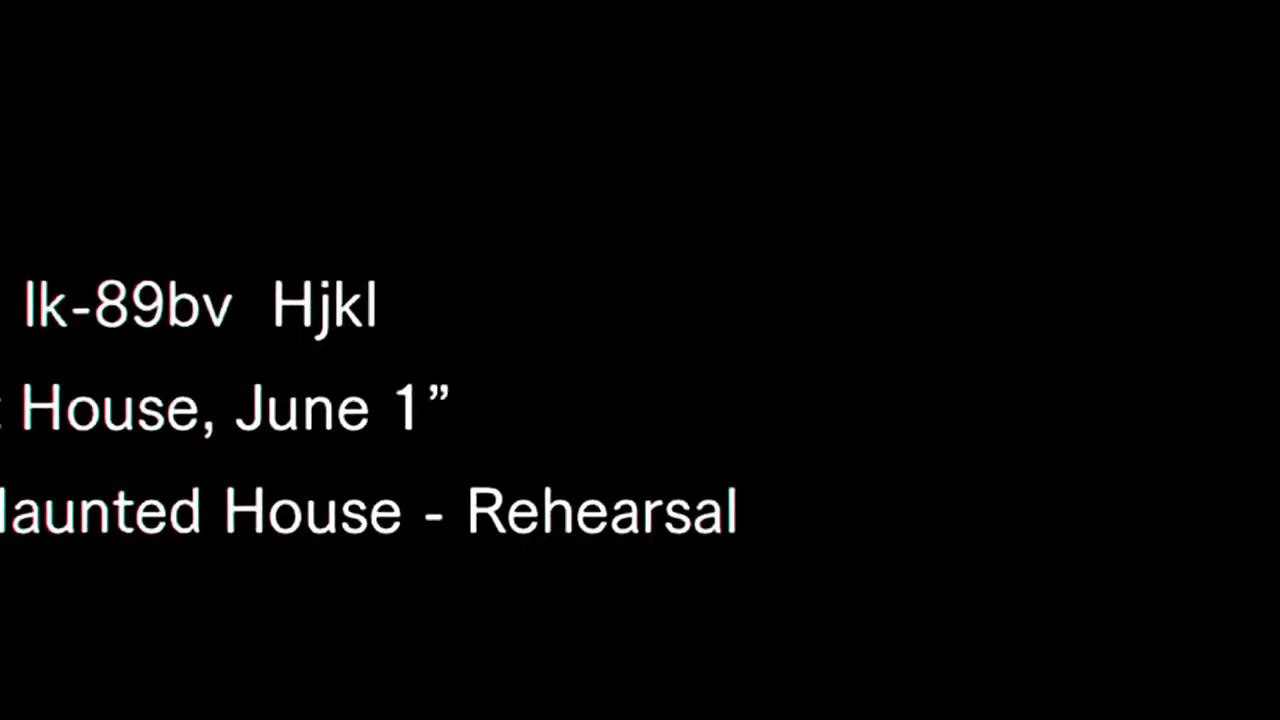 lk-89bv Hjkl
House, June 1”
Haunted House - Rehearsal